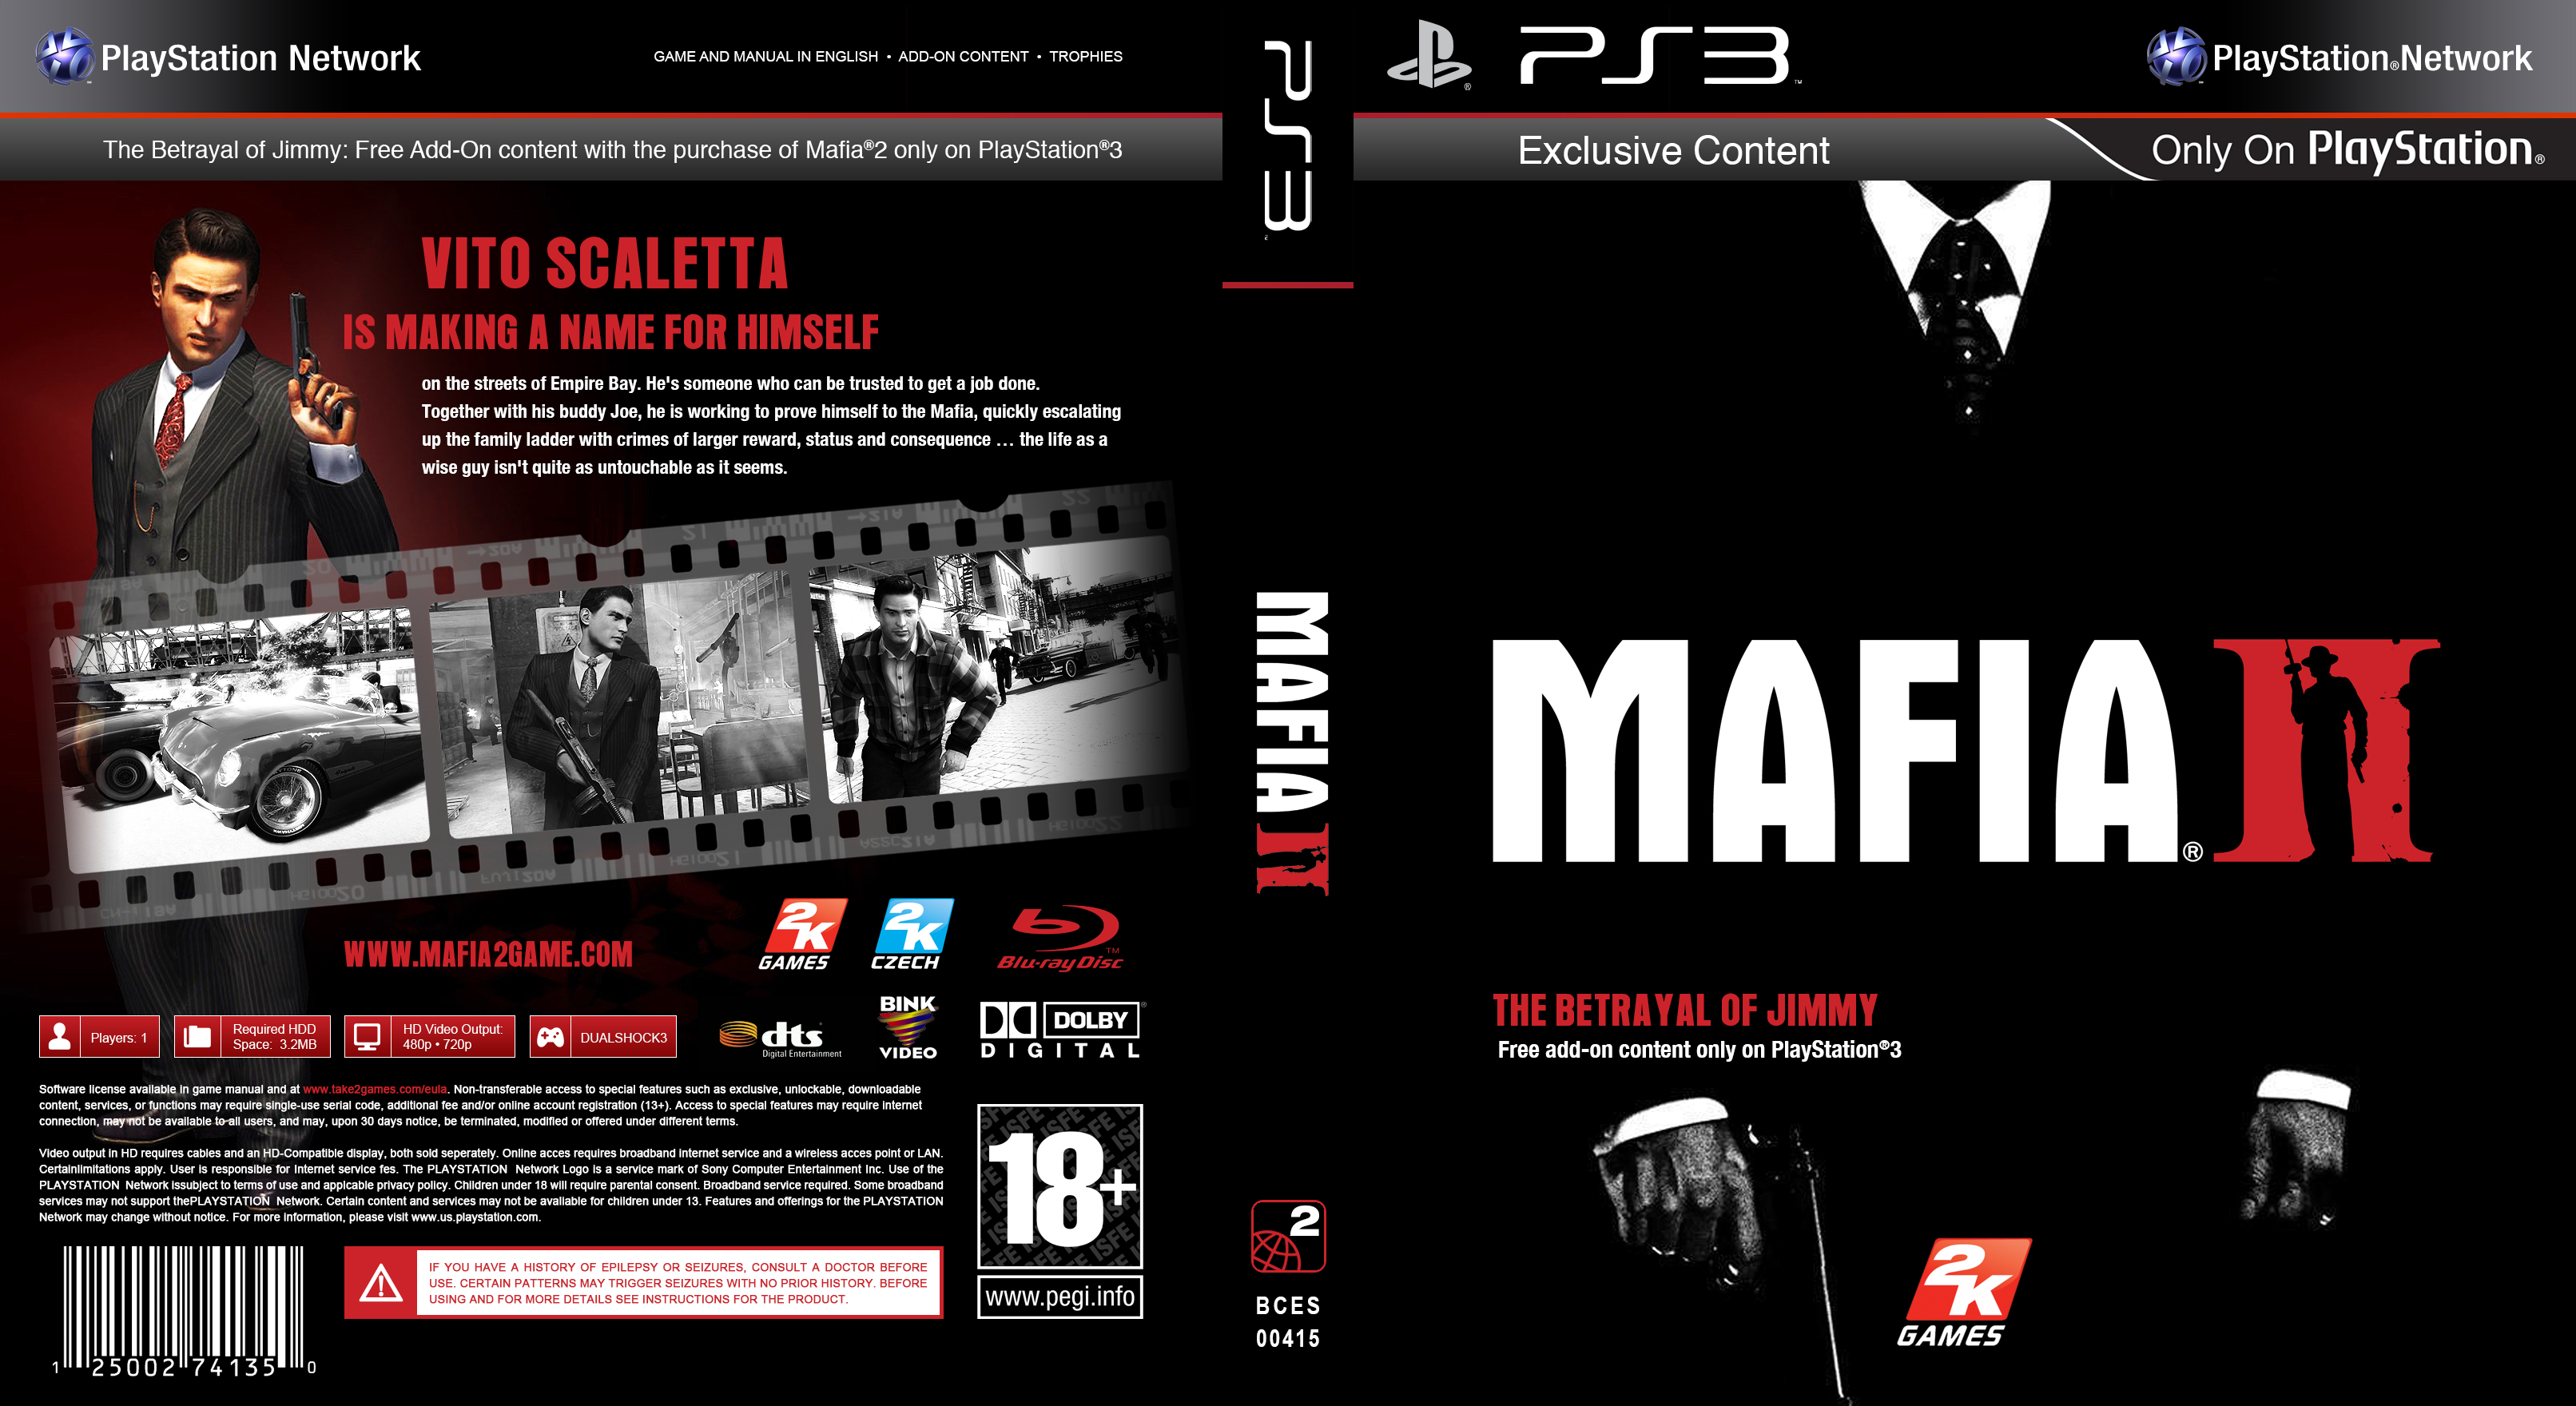 PlayStation Network
GAME AND MANUAL IN ENGLISH • ADD-ON CONTENT • TROPHIES
The Betrayal of Jimmy: Free Add-On content with the purchase of Mafia®2 only on PlayStation®3
VITO SCALETTA
IS MAKING A NAME FOR HIMSELF
on the streets of Empire Bay. He's someone who can be trusted to get a job done.
Together with his buddy Joe, he is working to prove himself to the Mafia, quickly escalating
up the family ladder with crimes of larger reward, status and consequence ... the life as a
wise guy isn't quite as untouchable as it seems.
WWW.MAFIA2GAME.COM
2K GAMES
2K CZECH
Blu-ray Disc™
Players: 1
Required HDD
Space: 3.2MB
HD Video Output:
480p • 720p
DUALSHOCK3
dts
Digital Entertainment
BINK
VIDEO
DOLBY
DIGITAL
Software license available in game manual and at www.take2games.com/eula. Non-transferable access to special features such as exclusive, unlockable, downloadable
content, services, or functions may require single-use serial code, additional fee and/or online account registration (13+). Access to special features may require internet
connection, may not be available to all users, and may, upon 30 days notice, be terminated, modified or offered under different terms.
Video output in HD requires cables and an HD-Compatible display, both sold seperately. Online acces requires broadband internet service and a wireless acces point or LAN.
Certainlimitations apply. User is responsible for Internet service fes. The PLAYSTATION Network Logo is a service mark of Sony Computer Entertainment Inc. Use of the
PLAYSTATION Network issubject to terms of use and applcable privacy policy. Children under 18 will require parental consent. Broadband service required. Some broadband
services may not support thePLAYSTATION Network. Certain content and services may not be avaliable for children under 13. Features and offerings for the PLAYSTATION
Network may change without notice. For more information, please visit www.us.playstation.com.
IF YOU HAVE A HISTORY OF EPILEPSY OR SEIZURES, CONSULT A DOCTOR BEFORE
USE. CERTAIN PATTERNS MAY TRIGGER SEIZURES WITH NO PRIOR HISTORY. BEFORE
USING AND FOR MORE DETAILS SEE INSTRUCTIONS FOR THE PRODUCT.
18+
www.pegi.info
1 25002 74135 0
PS3
MAFIA II
2
BCES
00415
PS3™
PlayStation®Network
Exclusive Content
Only On PlayStation®
MAFIA® II
THE BETRAYAL OF JIMMY
Free add-on content only on PlayStation®3
2K GAMES